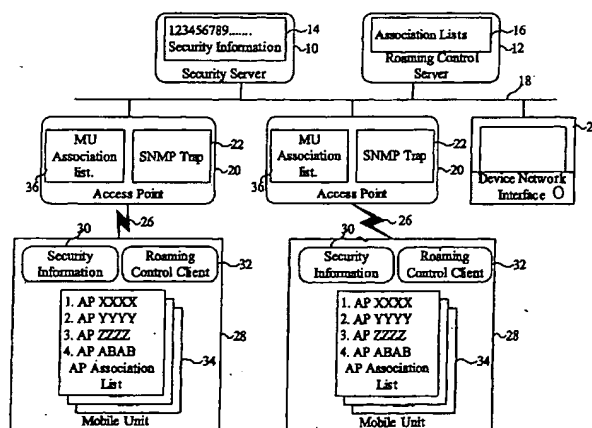 123456789.......
Security Information
Security Server
14
10
Association Lists
Roaming Control
Server
16
12
18
MU
Association
list.
SNMP Trap
Access Point
22
20
36
MU
Association
list.
SNMP Trap
Access Point
22
20
36
Device Network
Interface
2
26
26
30
Security
Information
Roaming
Control Client
32
1. AP XXXX
2. AP YYYY
3. AP ZZZZ
4. AP ABAB
AP Association
List
28
34
Mobile Unit
30
Security
Information
Roaming
Control Client
32
1. AP XXXX
2. AP YYYY
3. AP ZZZZ
4. AP ABAB
AP Association
List
28
34
Mobile Unit